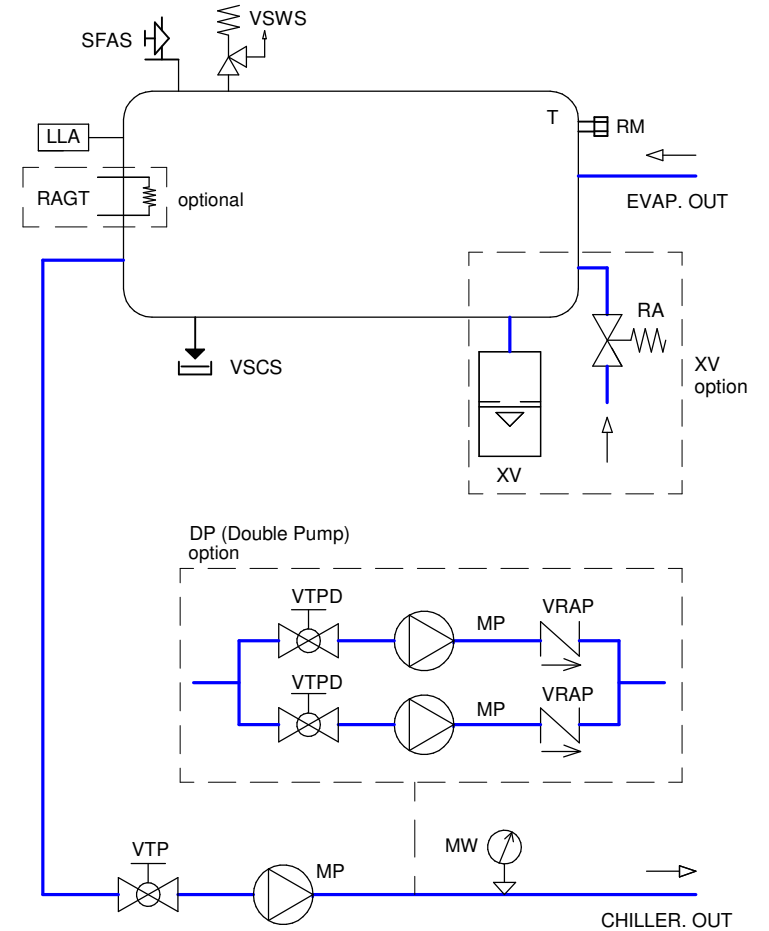 VSWS
SFAS
T
RM
LLA
RAGT
optional
EVAP. OUT
RA
XV
option
VSCS
XV
DP (Double Pump)
option
VTPD
MP
VRAP
VTPD
MP
VRAP
VTP
MP
MW
CHILLER. OUT